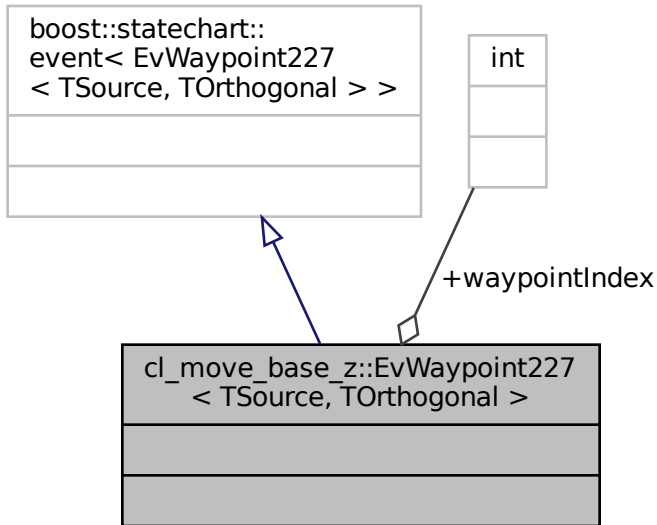 boost::statechart::
event< EvWaypoint227
< TSource, TOrthogonal > >
int
+waypointIndex
cl_move_base_z::EvWaypoint227
< TSource, TOrthogonal >